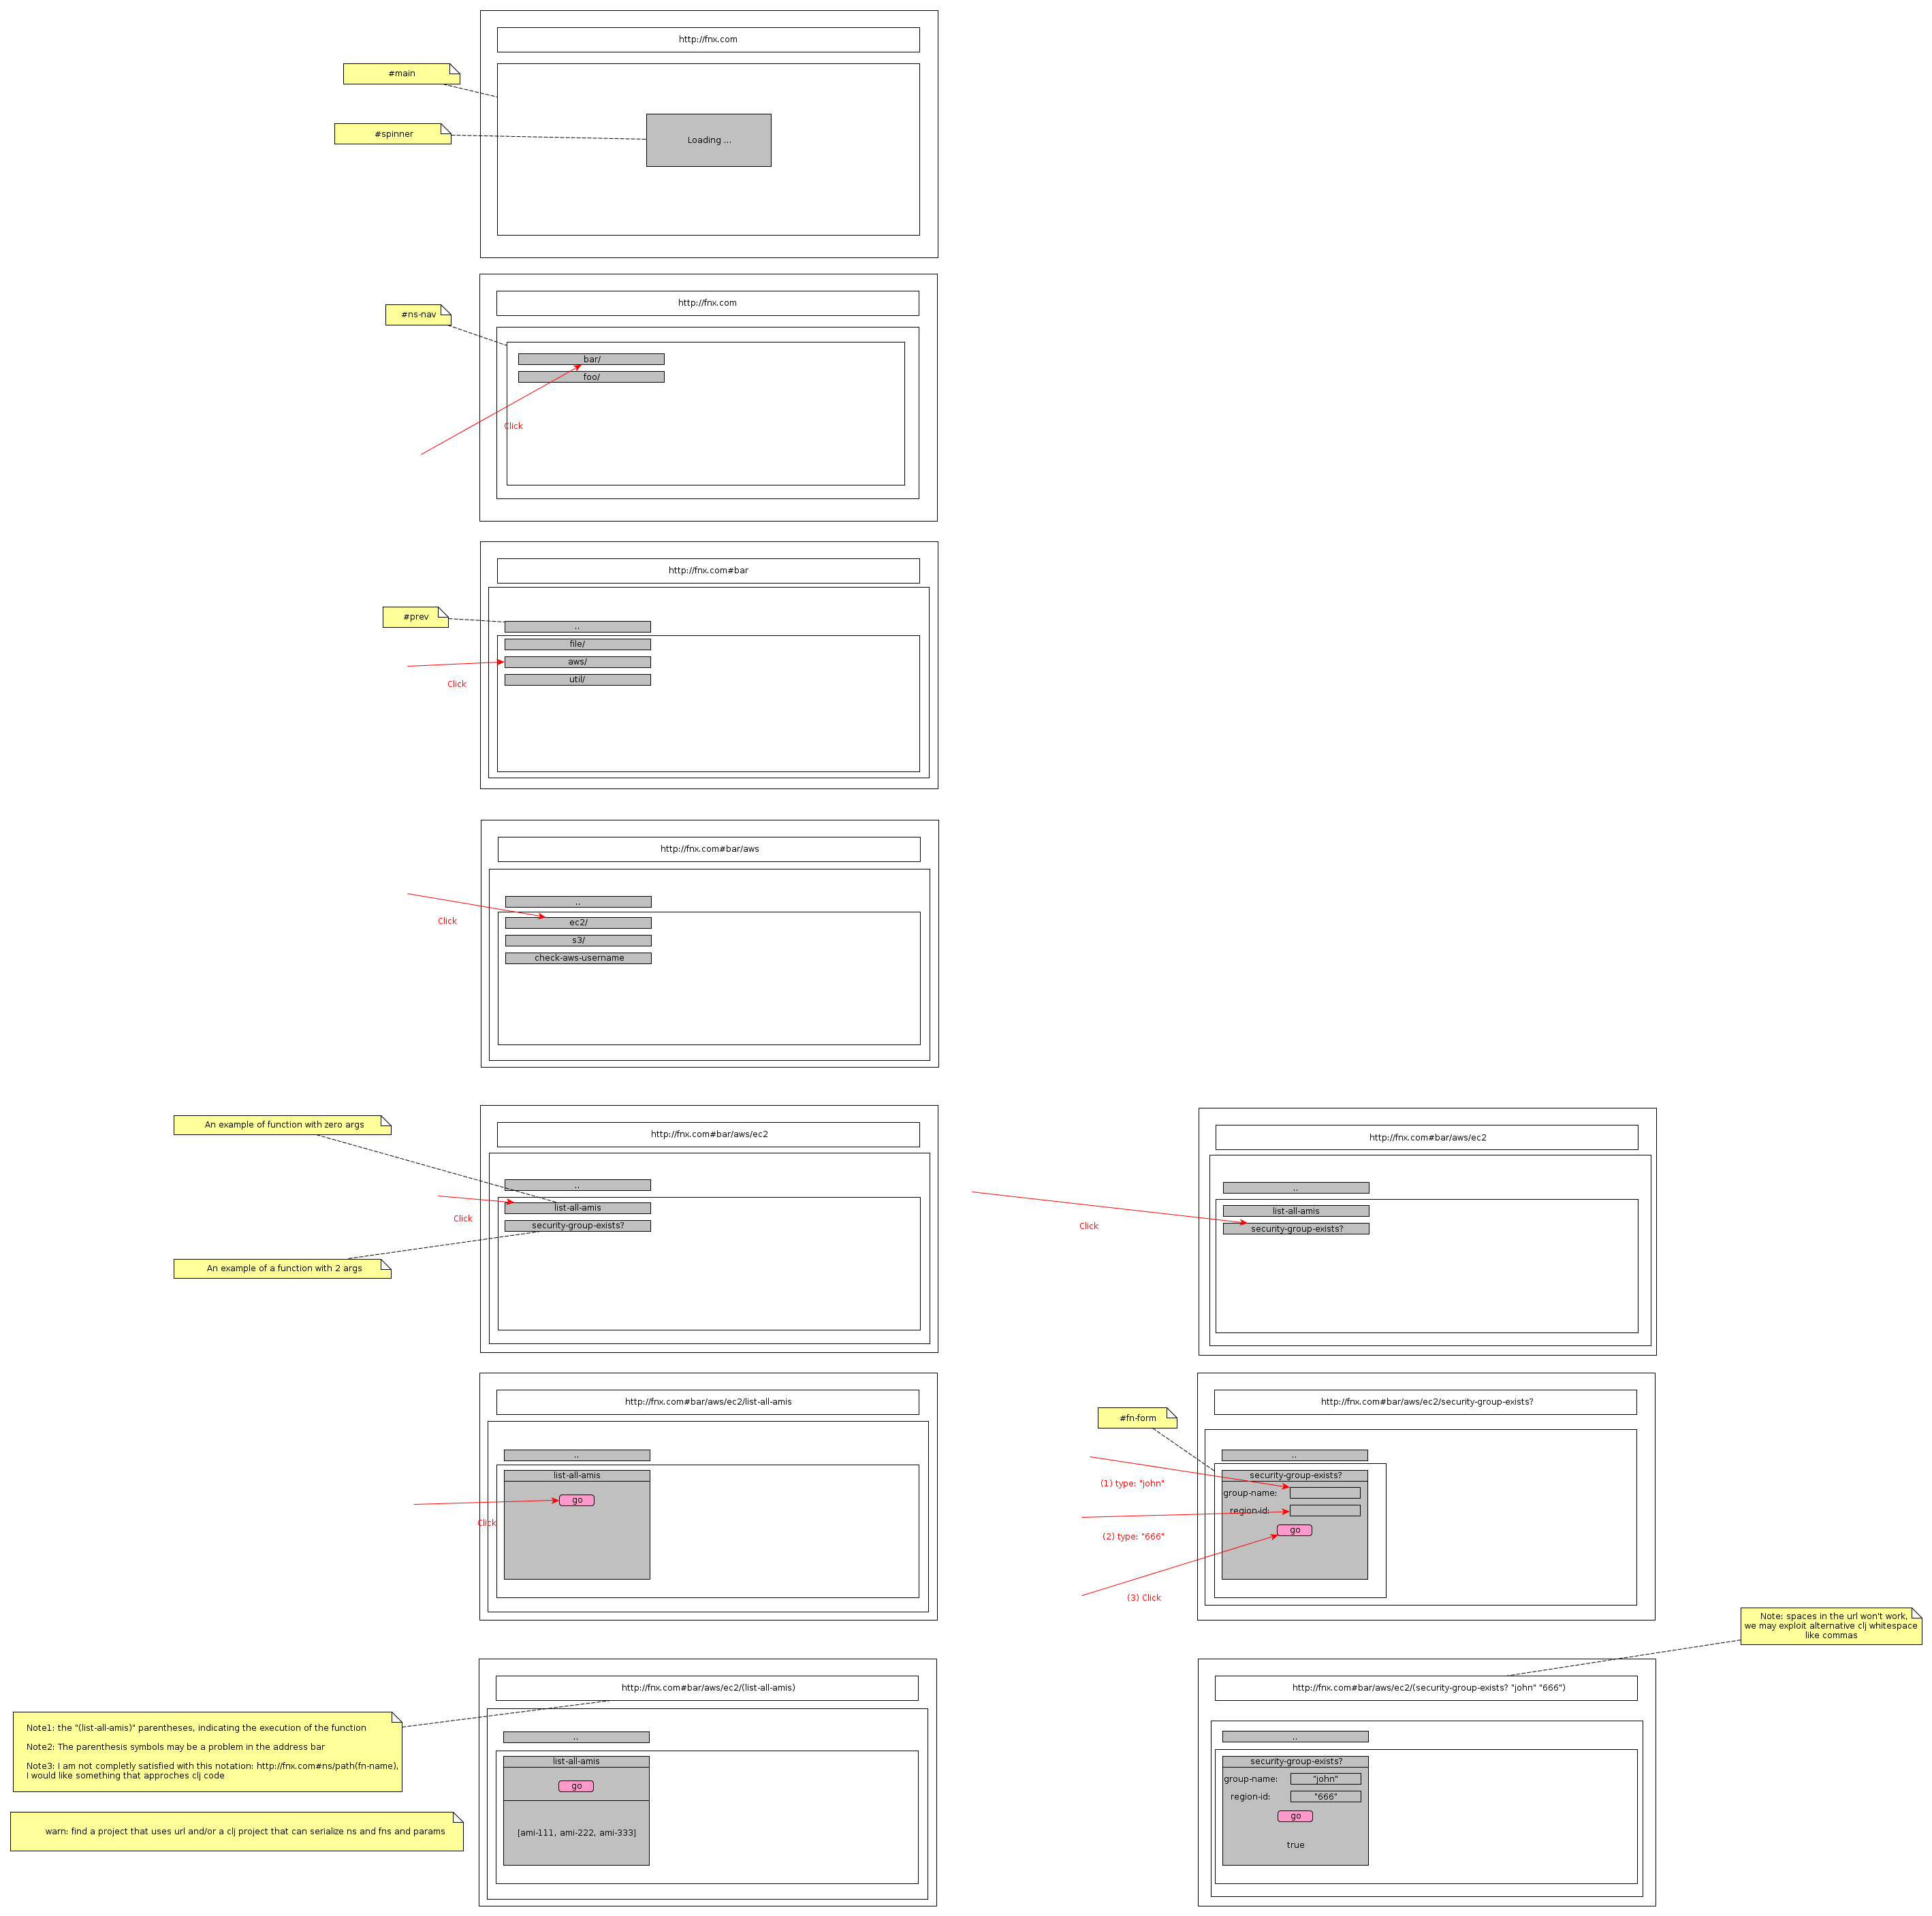 http://fnx.com
#main
#spinner
Loading ...
http://fnx.com
#ns-nav
bar/
foo/
Click
http://fnx.com#bar
#prev
..
file/
aws/
util/
Click
http://fnx.com#bar/aws
..
ec2/
s3/
check-aws-username
Click
An example of function with zero args
http://fnx.com#bar/aws/ec2
..
list-all-amis
security-group-exists?
Click
An example of a function with 2 args
http://fnx.com#bar/aws/ec2
..
list-all-amis
security-group-exists?
Click
http://fnx.com#bar/aws/ec2/list-all-amis
..
list-all-amis
go
Click
http://fnx.com#bar/aws/ec2/security-group-exists?
#fn-form
..
security-group-exists?
group-name:
region-id:
go
(1) type: "john"
(2) type: "666"
(3) Click
Note: spaces in the url won't work,
we may exploit alternative clj whitespace
like commas
http://fnx.com#bar/aws/ec2/(list-all-amis)
Note1: the "(list-all-amis)" parentheses, indicating the execution of the function
Note2: The parenthesis symbols may be a problem in the address bar
Note3: I am not completly satisfied with this notation: http://fnx.com#ns/path(fn-name),
I would like something that approches clj code
warn: find a project that uses url and/or a clj project that can serialize ns and fns and params
..
list-all-amis
go
[ami-111, ami-222, ami-333]
http://fnx.com#bar/aws/ec2/(security-group-exists? "john" "666")
..
security-group-exists?
group-name: "john"
region-id: "666"
go
true